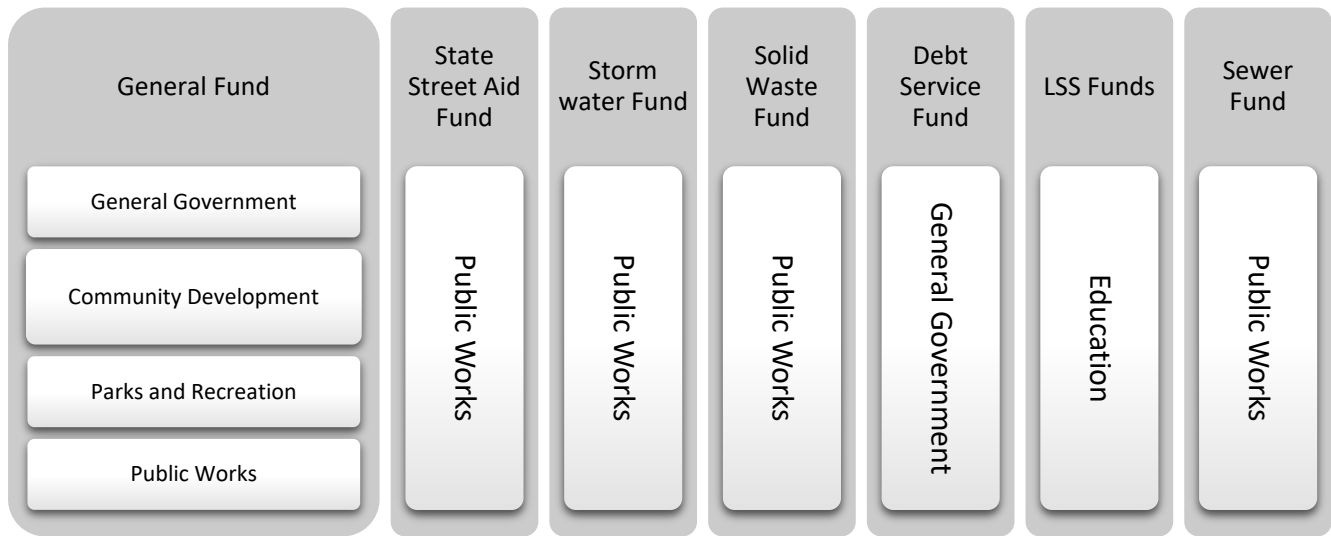 General Fund
General Government
Community Development
Parks and Recreation
Public Works
State
Street Aid
Fund
Public Works
Storm
water Fund
Public Works
Solid
Waste
Fund
Public Works
Debt
Service
Fund
General Government
LSS Funds
Education
Sewer
Fund
Public Works